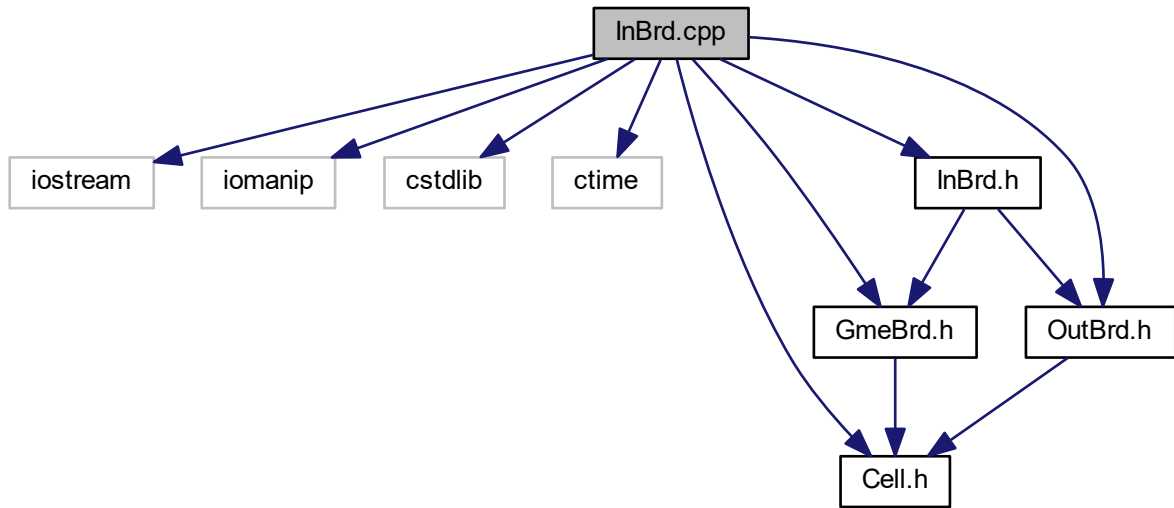 InBrd.cpp
iostream
iomanip
cstdlib
ctime
InBrd.h
GmeBrd.h
OutBrd.h
Cell.h